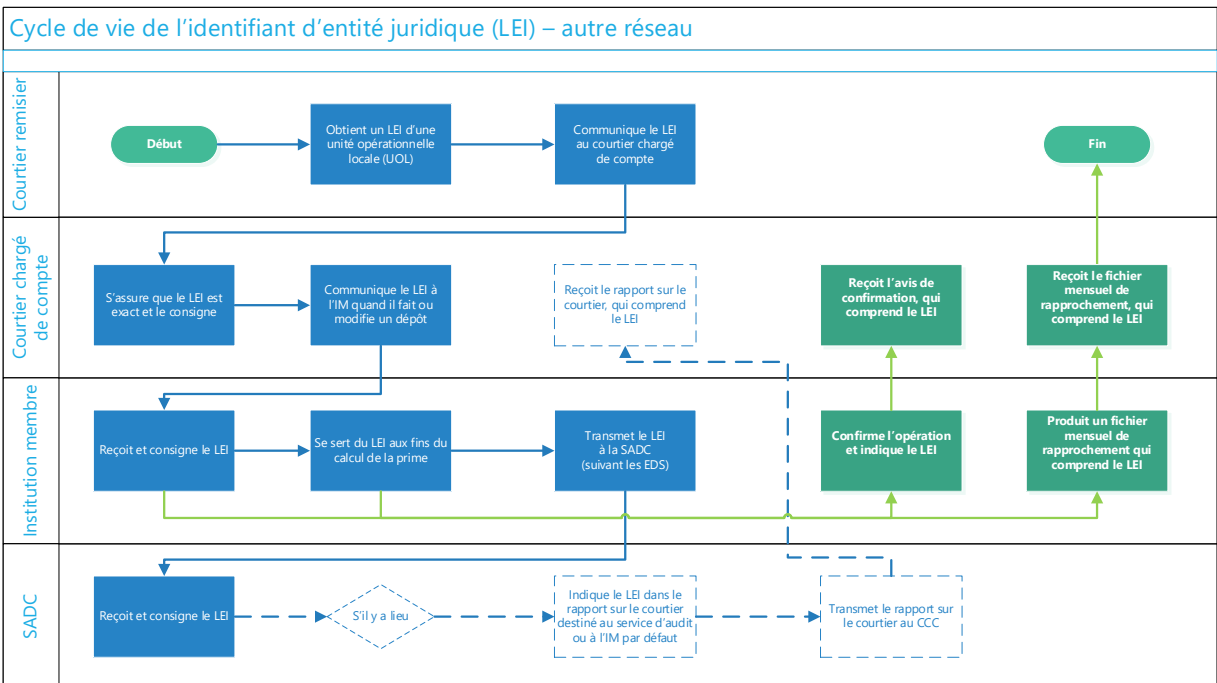 Cycle de vie de l’identifiant d’entité juridique (LEI) – autre réseau
Courtier remisier
Début
Obtient un LEI d’une
unité opérationnelle
locale (UOL)
Communique le LEI
au courtier chargé
de compte
Fin
Courtier chargé
de compte
S’assure que le LEI est
exact et le consigne
Communique le LEI à
l’IM quand il fait ou
modifie un dépôt
Reçoit le rapport sur le
courtier, qui comprend
le LEI
Reçoit l’avis de
confirmation, qui
comprend le LEI
Reçoit le fichier
mensuel de
rapprochement, qui
comprend le LEI
Institution membre
Reçoit et consigne le LEI
Se sert du LEI aux fins du
calcul de la prime
Transmet le LEI
à la SADC
(suivant les EDS)
Confirme l’opération
et indique le LEI
Produit un fichier
mensuel de
rapprochement qui
comprend le LEI
SADC
Reçoit et consigne le LEI
S’il y a lieu
Indique le LEI dans le
rapport sur le courtier
destiné au service d’audit
ou à l’IM par défaut
Transmet le rapport sur
le courtier au CCC